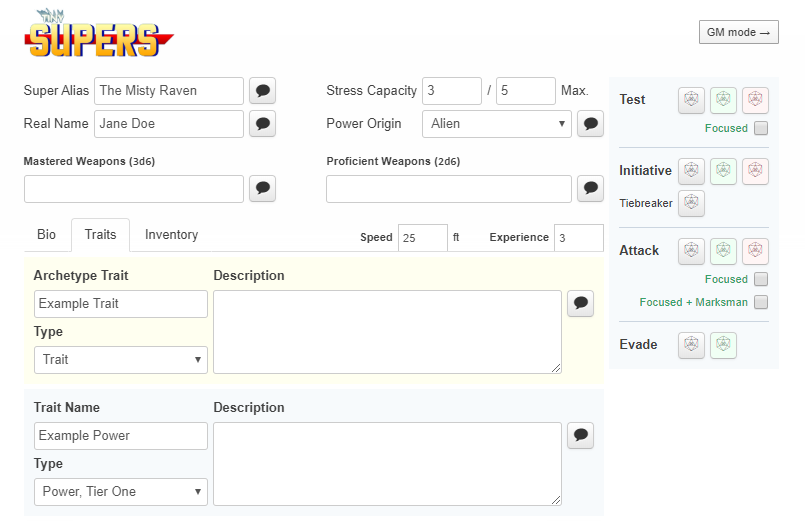 TINY
SUPERS
GM mode →
Super Alias The Misty Raven
Stress Capacity 3 / 5 Max.
Real Name Jane Doe
Power Origin Alien
Mastered Weapons (3d6)
Proficient Weapons (2d6)
Bio Traits Inventory
Speed 25 ft Experience 3
Archetype Trait Description
Example Trait
Type
Trait
Trait Name Description
Example Power
Type
Power, Tier One
Test
Focused
Initiative
Tiebreaker
Attack
Focused
Focused + Marksman
Evade